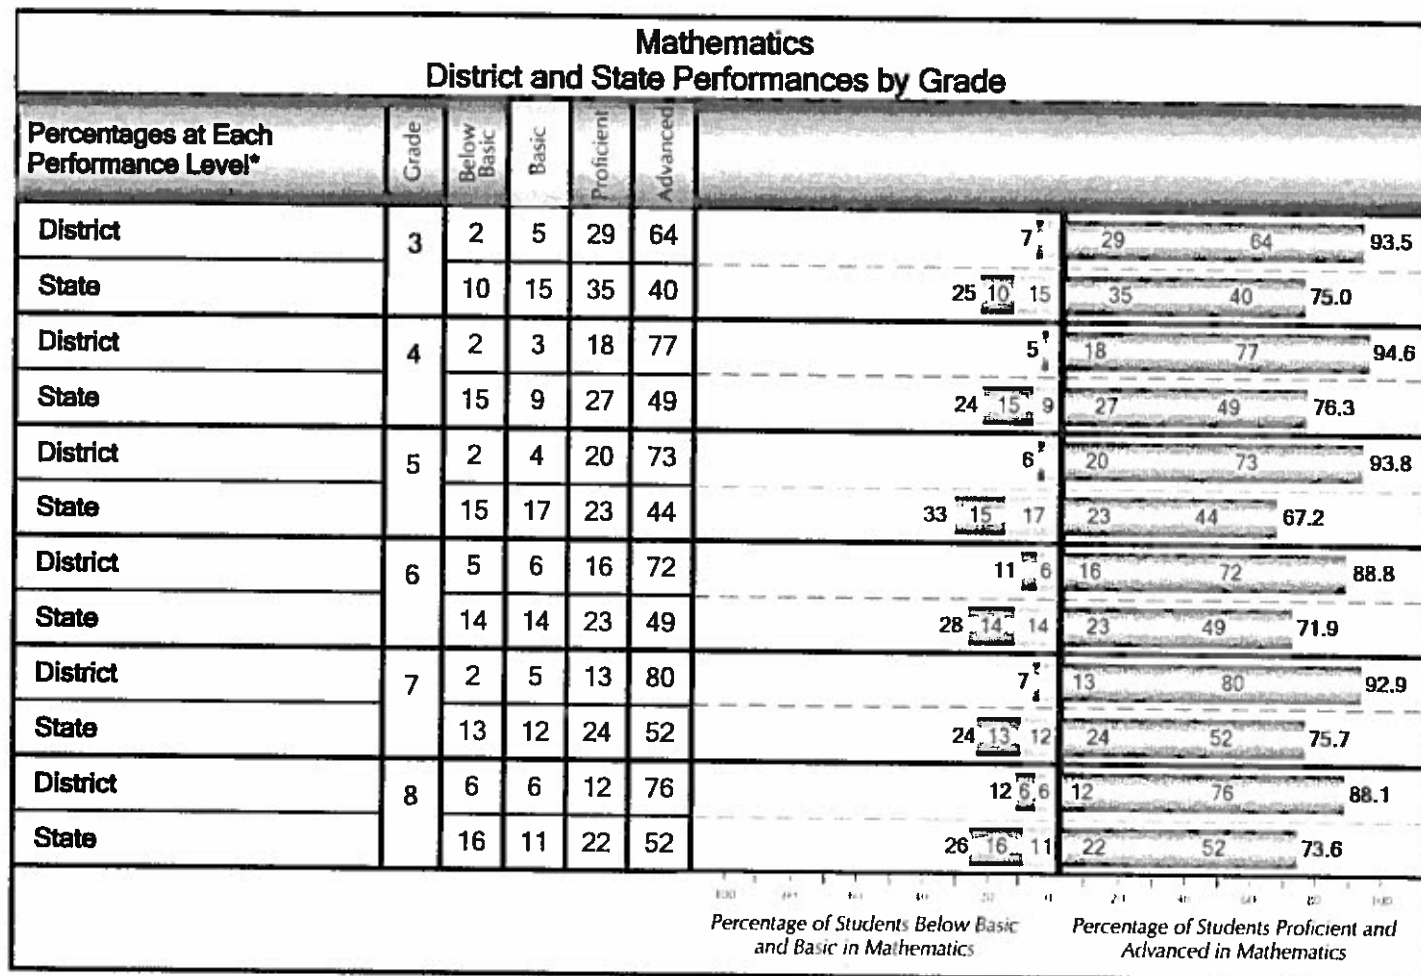 Mathematics
District and State Performances by Grade
Percentages at Each Performance Level* Grade Below Basic Basic Proficient Advanced
District 3 2 5 29 64 7 29 64 93.5
State 10 15 35 40 25 10 15 35 40 75.0
District 4 2 3 18 77 5 18 77 94.6
State 15 9 27 49 24 15 9 27 49 76.3
District 5 2 4 20 73 6 20 73 93.8
State 15 17 23 44 33 15 17 23 44 67.2
District 6 5 6 16 72 11 6 16 72 88.8
State 14 14 23 49 28 14 14 23 49 71.9
District 7 2 5 13 80 7 13 80 92.9
State 13 12 24 52 24 13 12 24 52 75.7
District 8 6 6 12 76 12 6 6 12 76 88.1
State 16 11 22 52 26 16 11 22 52 73.6
Percentage of Students Below Basic
and Basic in Mathematics
Percentage of Students Proficient and
Advanced in Mathematics